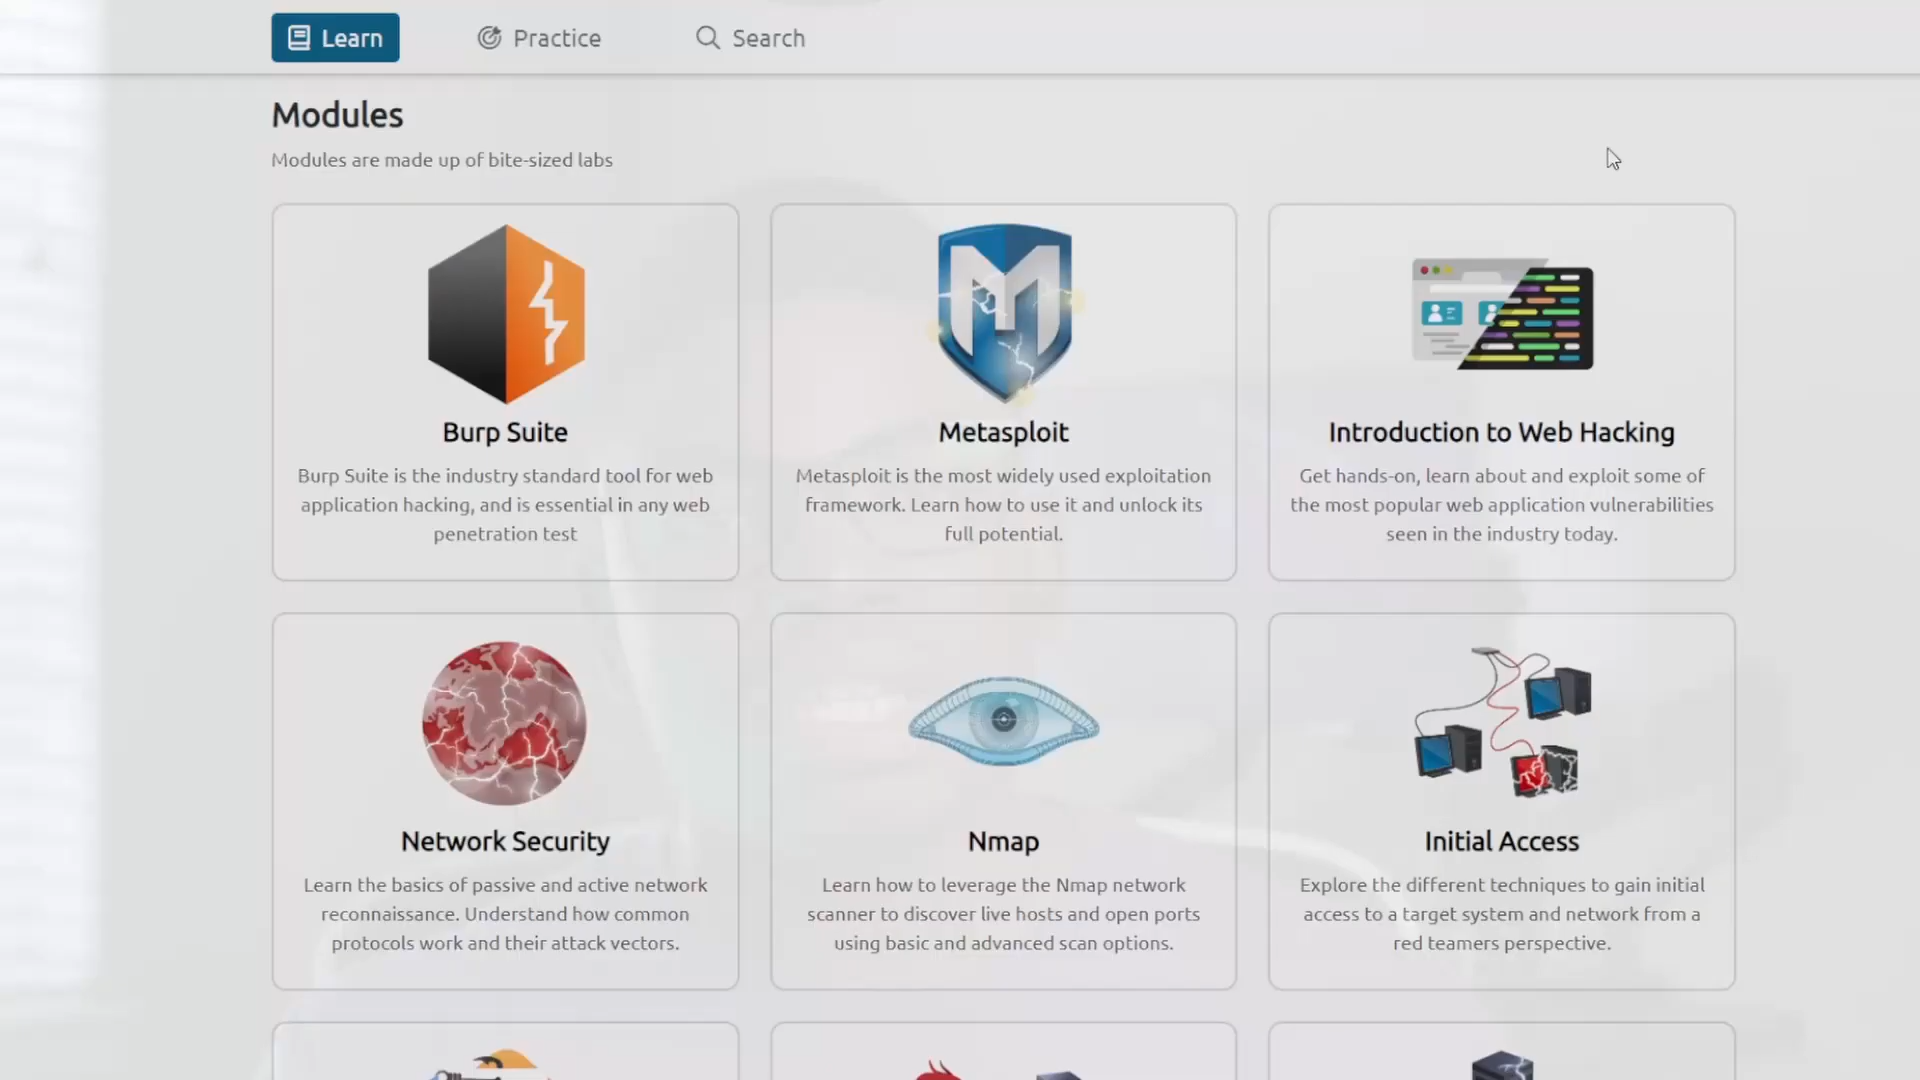 Learn
Practice
Search
Modules
Modules are made up of bite-sized labs
Burp Suite
Burp Suite is the industry standard tool for web
application hacking, and is essential in any web
penetration test
Metasploit
Metasploit is the most widely used exploitation
framework. Learn how to use it and unlock its
full potential.
Introduction to Web Hacking
Get hands-on, learn about and exploit some of
the most popular web application vulnerabilities
seen in the industry today.
Network Security
Learn the basics of passive and active network
reconnaissance. Understand how common
protocols work and their attack vectors.
Nmap
Learn how to leverage the Nmap network
scanner to discover live hosts and open ports
using basic and advanced scan options.
Initial Access
Explore the different techniques to gain initial
access to a target system and network from a
red teamers perspective.